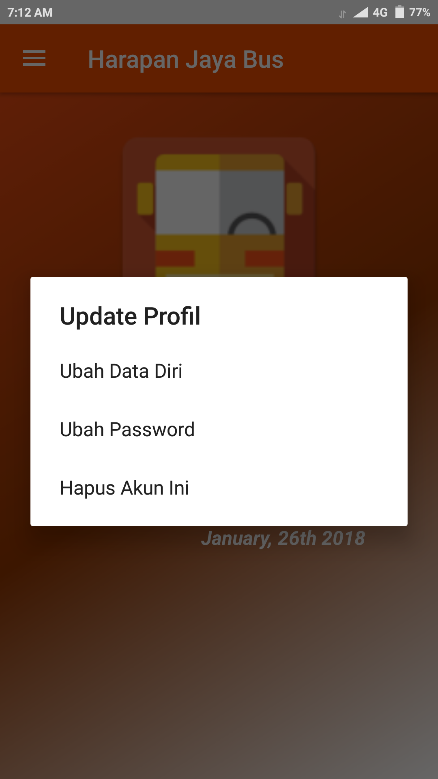 7:12 AM 4G 77%
Harapan Jaya Bus
Update Profil
Ubah Data Diri
Ubah Password
Hapus Akun Ini
January, 26th 2018